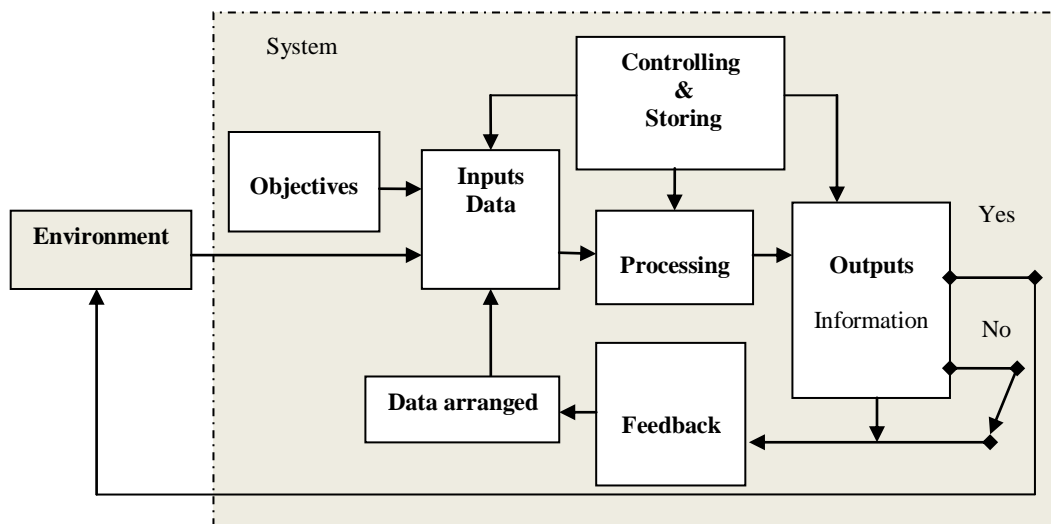 System
Controlling
&
Storing
Objectives
Inputs
Data
Environment
Processing
Outputs
Information
Yes
No
Data arranged
Feedback